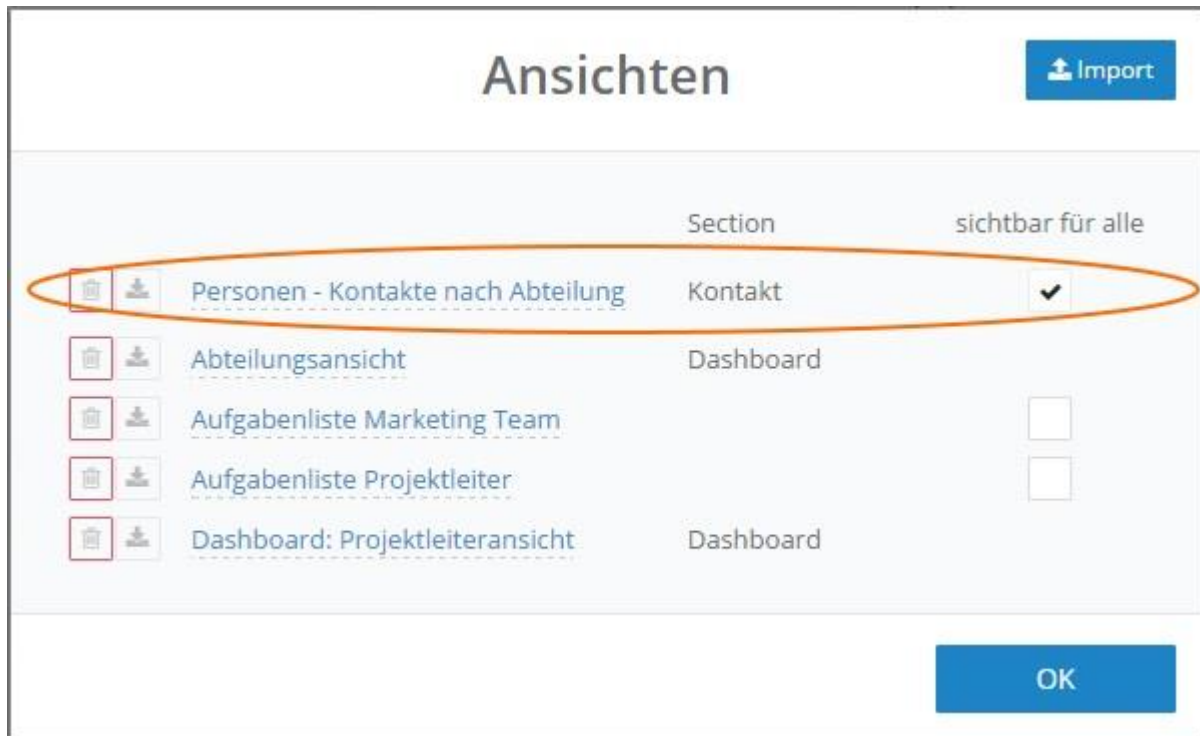 Ansichten
Import
Section sichtbar für alle
Personen - Kontakte nach Abteilung Kontakt
Abteilungsansicht Dashboard
Aufgabenliste Marketing Team
Aufgabenliste Projektleiter
Dashboard: Projektleiteransicht Dashboard
OK